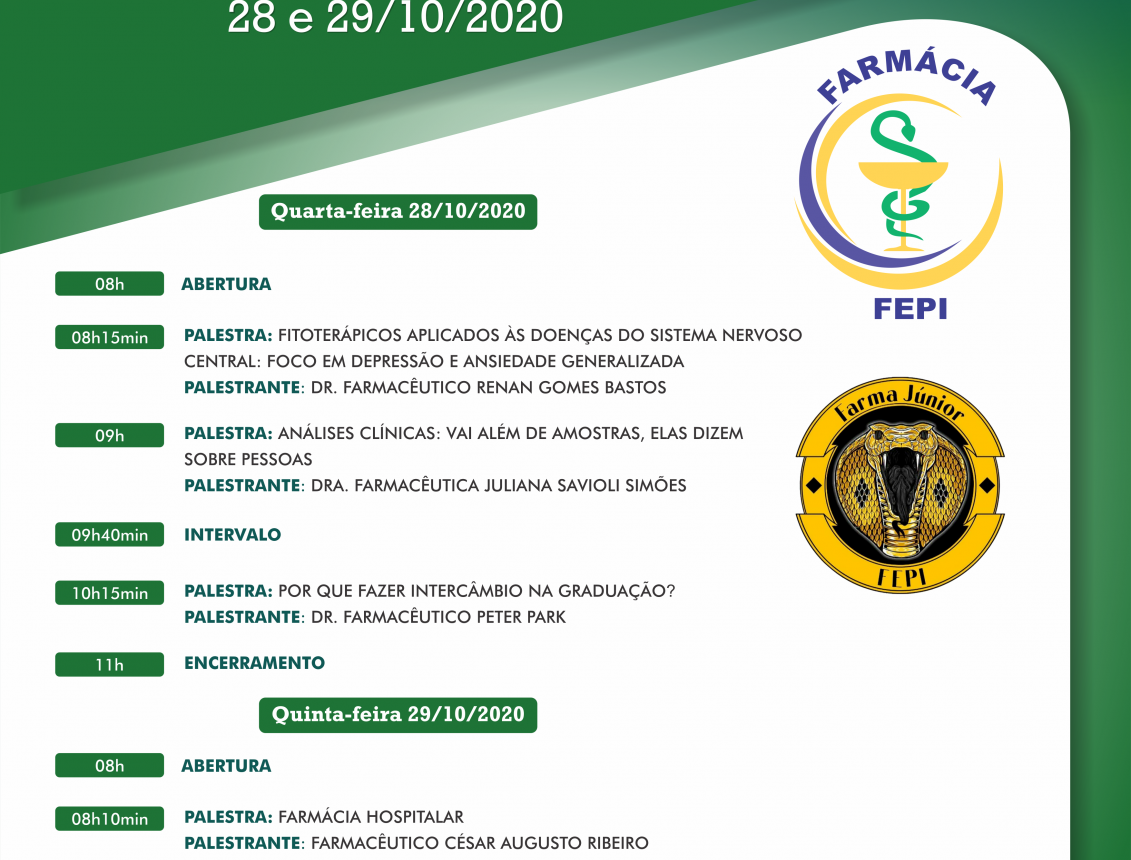 28 e 29/10/2020
FARMÁCIA
FEPI
Quarta-feira 28/10/2020
08h ABERTURA
08h15min PALESTRA: FITOTERÁPICOS APLICADOS ÀS DOENÇAS DO SISTEMA NERVOSO
CENTRAL: FOCO EM DEPRESSÃO E ANSIEDADE GENERALIZADA
PALESTRANTE: DR. FARMACÊUTICO RENAN GOMES BASTOS
Farma Júnior
FEPI
09h PALESTRA: ANÁLISES CLÍNICAS: VAI ALÉM DE AMOSTRAS, ELAS DIZEM
SOBRE PESSOAS
PALESTRANTE: DRA. FARMACÊUTICA JULIANA SAVIOLI SIMÕES
09h40min INTERVALO
10h15min PALESTRA: POR QUE FAZER INTERCÂMBIO NA GRADUAÇÃO?
PALESTRANTE: DR. FARMACÊUTICO PETER PARK
11h ENCERRAMENTO
Quinta-feira 29/10/2020
08h ABERTURA
08h10min PALESTRA: FARMÁCIA HOSPITALAR
PALESTRANTE: FARMACÊUTICO CÉSAR AUGUSTO RIBEIRO